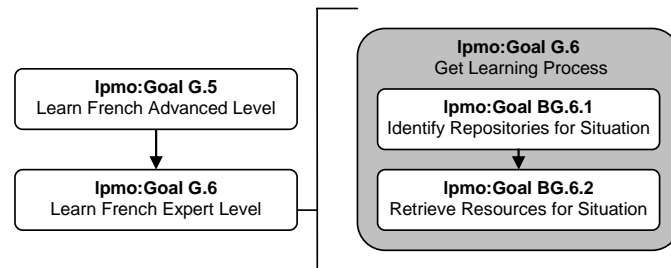 lpmo:Goal G.5
Learn French Advanced Level
lpmo:Goal G.6
Learn French Expert Level
lpmo:Goal G.6
Get Learning Process
lpmo:Goal BG.6.1
Identify Repositories for Situation
lpmo:Goal BG.6.2
Retrieve Resources for Situation